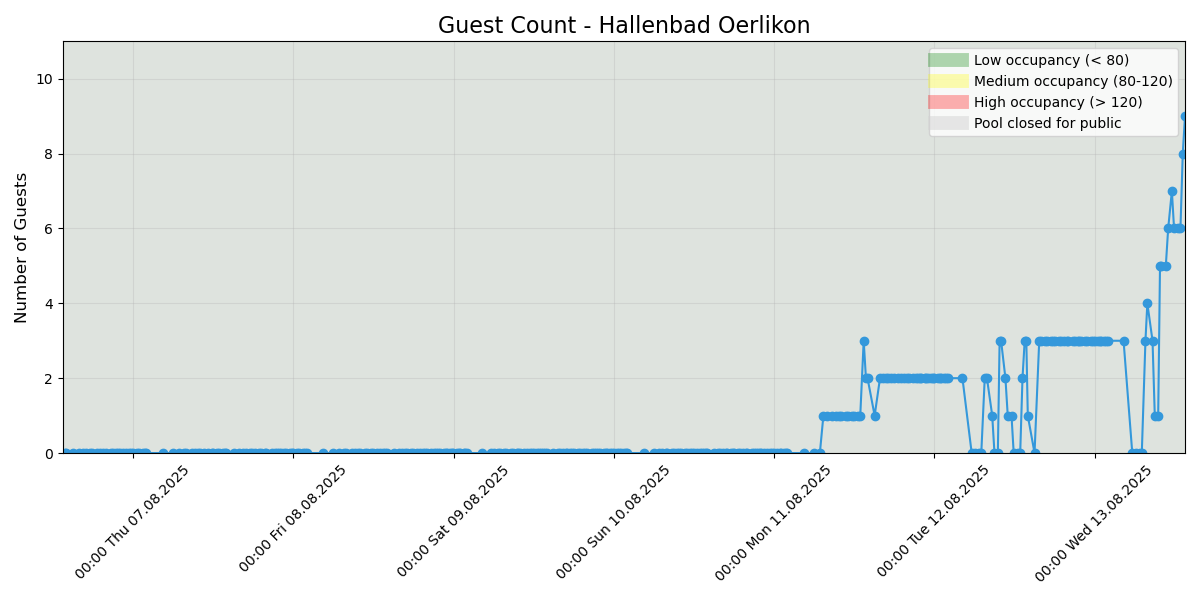 Guest Count - Hallenbad Oerlikon
Low occupancy (< 80)
Medium occupancy (80-120)
High occupancy (> 120)
Pool closed for public
Number of Guests
10
8
6
4
2
0
00:00 Thu 07.08.2025
00:00 Fri 08.08.2025
00:00 Sat 09.08.2025
00:00 Sun 10.08.2025
00:00 Mon 11.08.2025
00:00 Tue 12.08.2025
00:00 Wed 13.08.2025